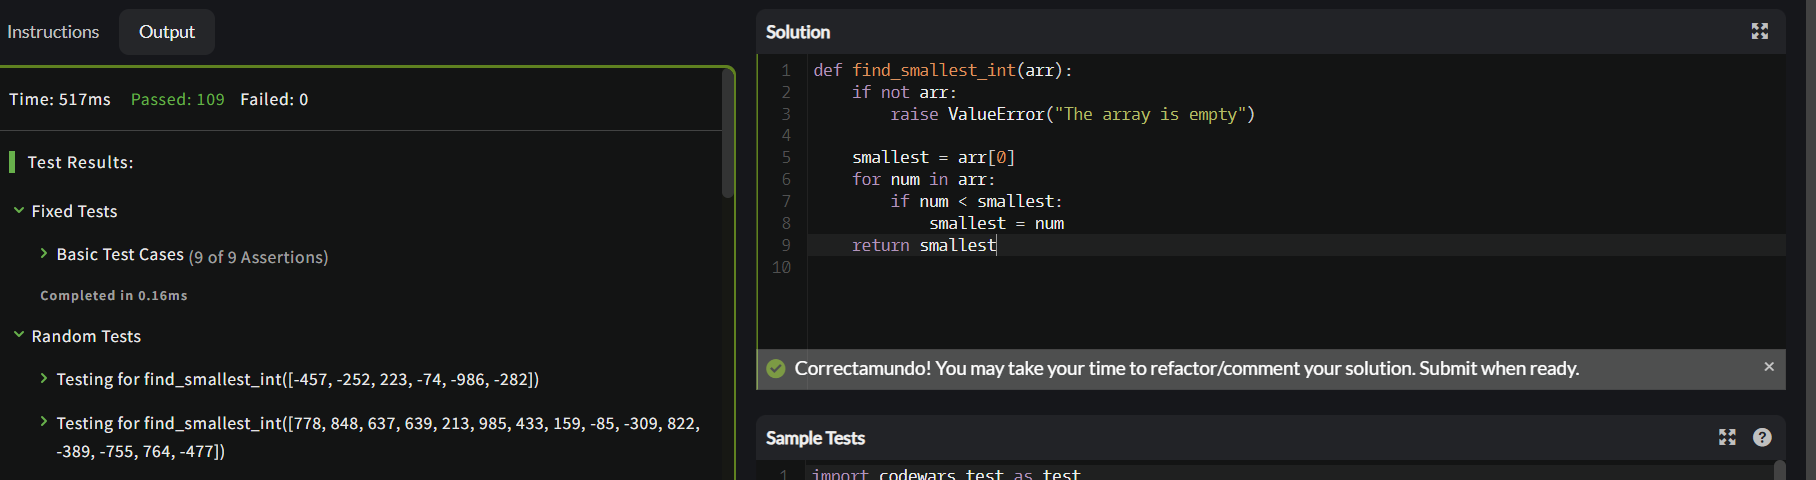 Instructions
Output
Time: 517ms Passed: 109 Failed: 0
Test Results:
Fixed Tests
Basic Test Cases (9 of 9 Assertions)
Completed in 0.16ms
Random Tests
Testing for find_smallest_int([-457, -252, 223, -74, -986, -282])
Testing for find_smallest_int([778, 848, 637, 639, 213, 985, 433, 159, -85, -309, 822,
-389, -755, 764, -477])
Solution
1 def find_smallest_int(arr):
2     if not arr:
3         raise ValueError("The array is empty")
4
5     smallest = arr[0]
6     for num in arr:
7         if num < smallest:
8             smallest = num
9     return smallest
10
Correctamundo! You may take your time to refactor/comment your solution. Submit when ready.
Sample Tests
1 import codewars_test as test